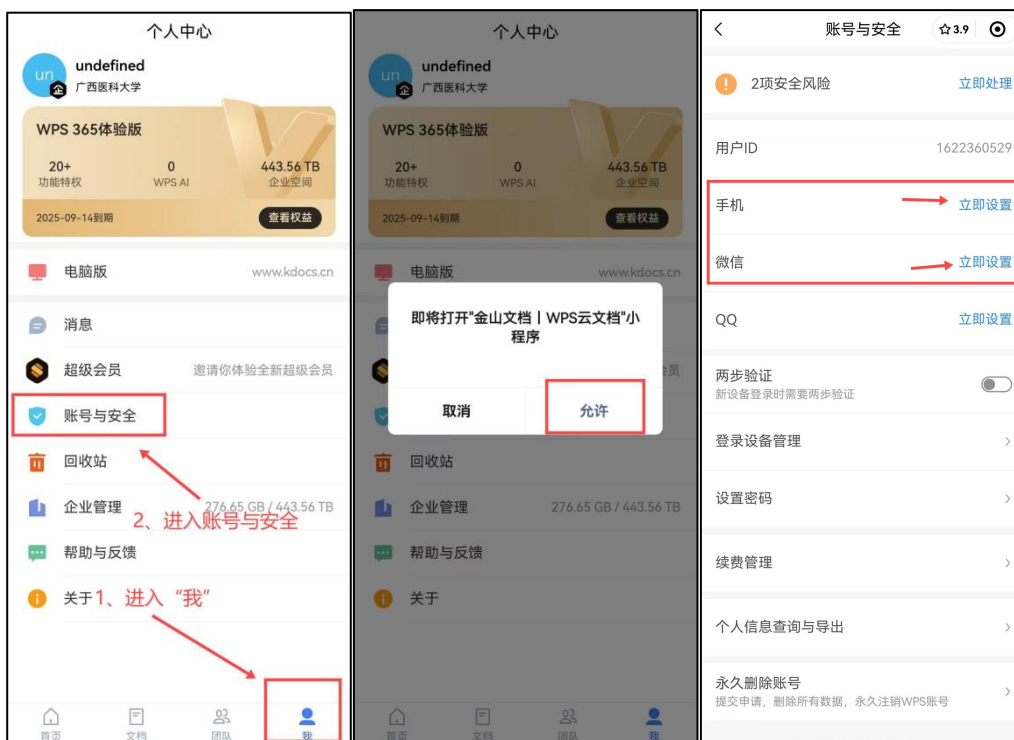 个人中心
un
undefined
企
广西医科大学
WPS 365体验版
20+
0
443.56 TB
功能特权
WPS AI
企业空间
2025-09-14到期
查看权益
电脑版
www.kdocs.cn
消息
超级会员
邀请你体验全新超级会员
账号与安全
回收站
企业管理
276.65 GB / 443.56 TB
2、进入账号与安全
帮助与反馈
关于
1、进入“我”
首页
文档
团队
我
个人中心
un
undefined
企
广西医科大学
WPS 365体验版
20+
0
443.56 TB
功能特权
WPS AI
企业空间
2025-09-14到期
查看权益
电脑版
www.kdocs.cn
即将打开"金山文档丨WPS云文档"小
程序
员
取消
允许
回收站
企业管理
276.65 GB / 443.56 TB
帮助与反馈
关于
首页
文档
团队
我
账号与安全
3.9
2项安全风险
立即处理
用户ID
1622360529
手机
立即设置
微信
立即设置
QQ
立即设置
两步验证
新设备登录时需要两步验证
登录设备管理
设置密码
续费管理
个人信息查询与导出
永久删除账号
提交申请，删除所有数据，永久注销WPS账号